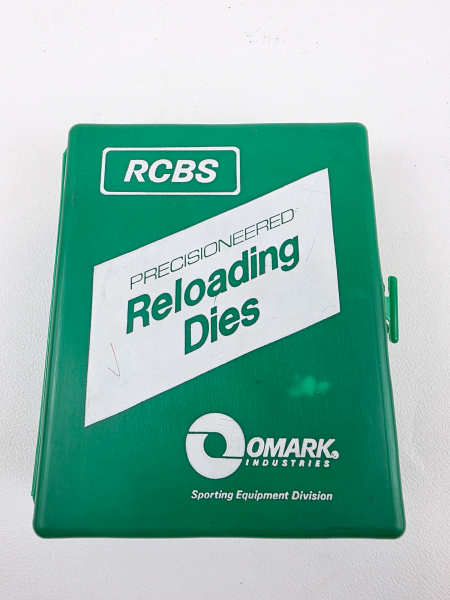 RCBS
PRECISIONEERED™
Reloading
Dies
OMARK®
INDUSTRIES
Sporting Equipment Division